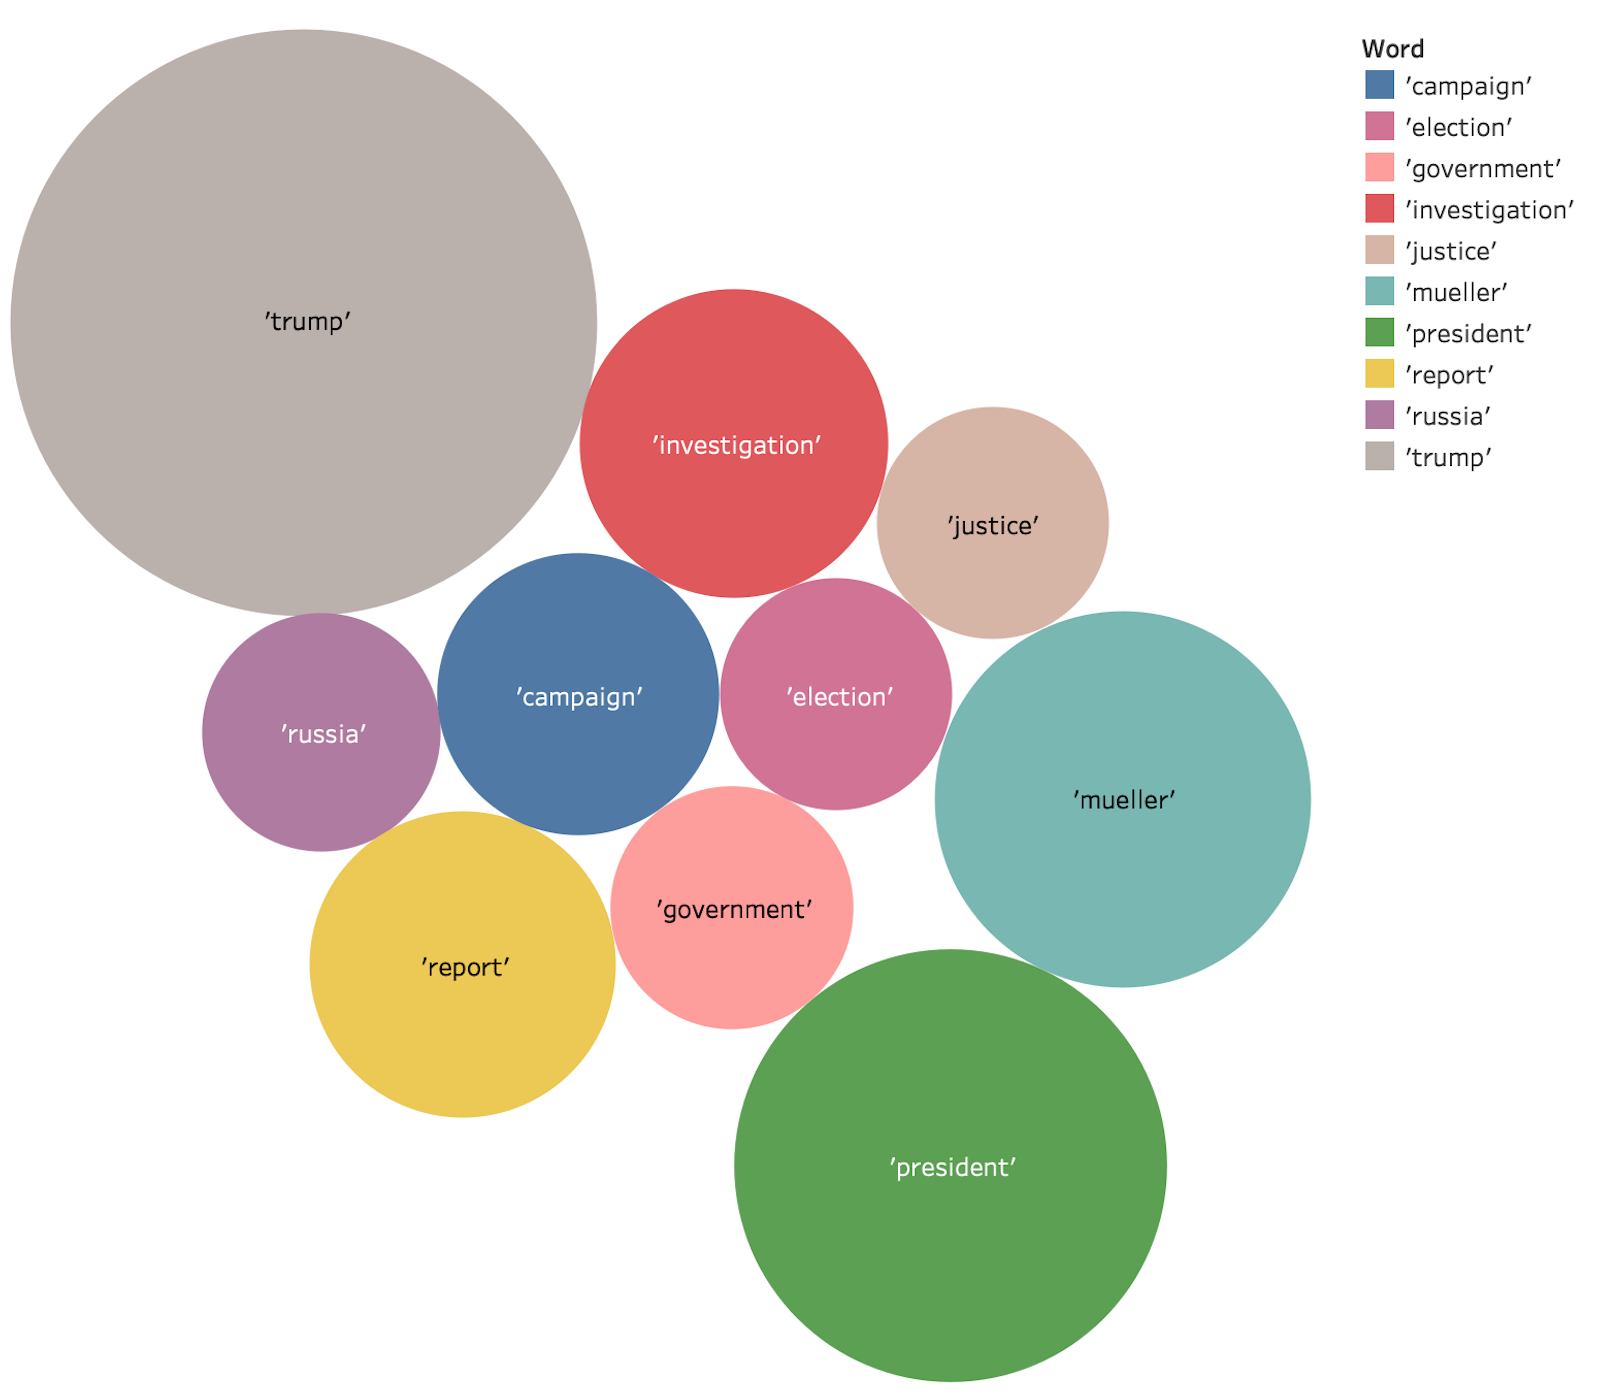 Word
'campaign'
'election'
'government'
'investigation'
'justice'
'mueller'
'president'
'report'
'russia'
'trump'
'trump'
'investigation'
'justice'
'campaign'
'election'
'russia'
'mueller'
'government'
'report'
'president'